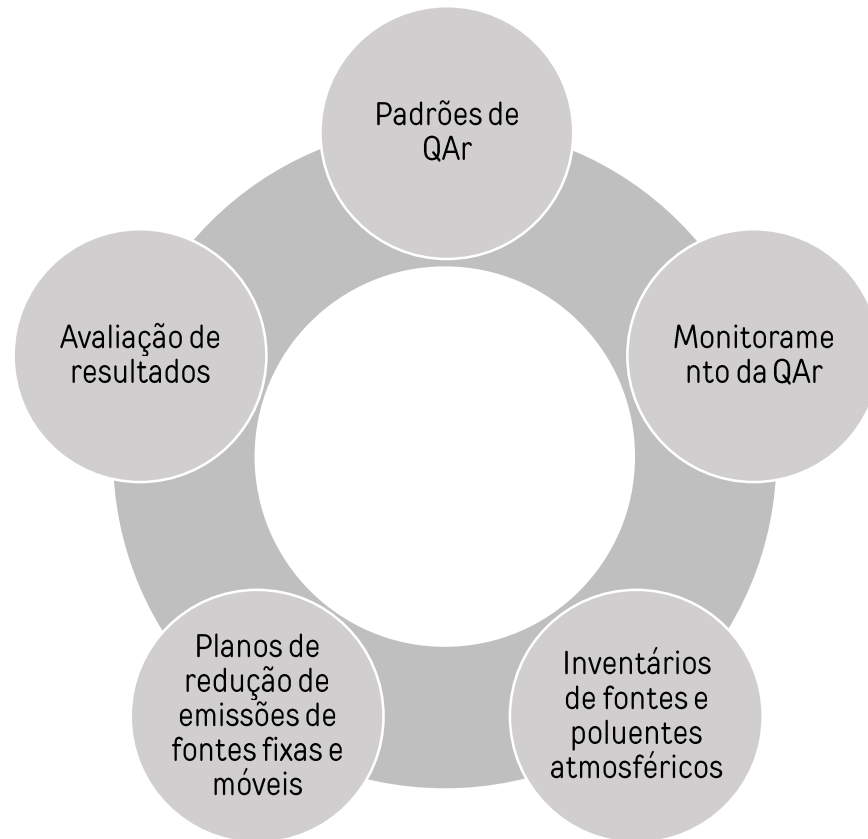 Padrões de
QAr
Monitorame
nto da QAr
Inventários
de fontes e
poluentes
atmosféricos
Planos de
redução de
emissões de
fontes fixas e
móveis
Avaliação de
resultados